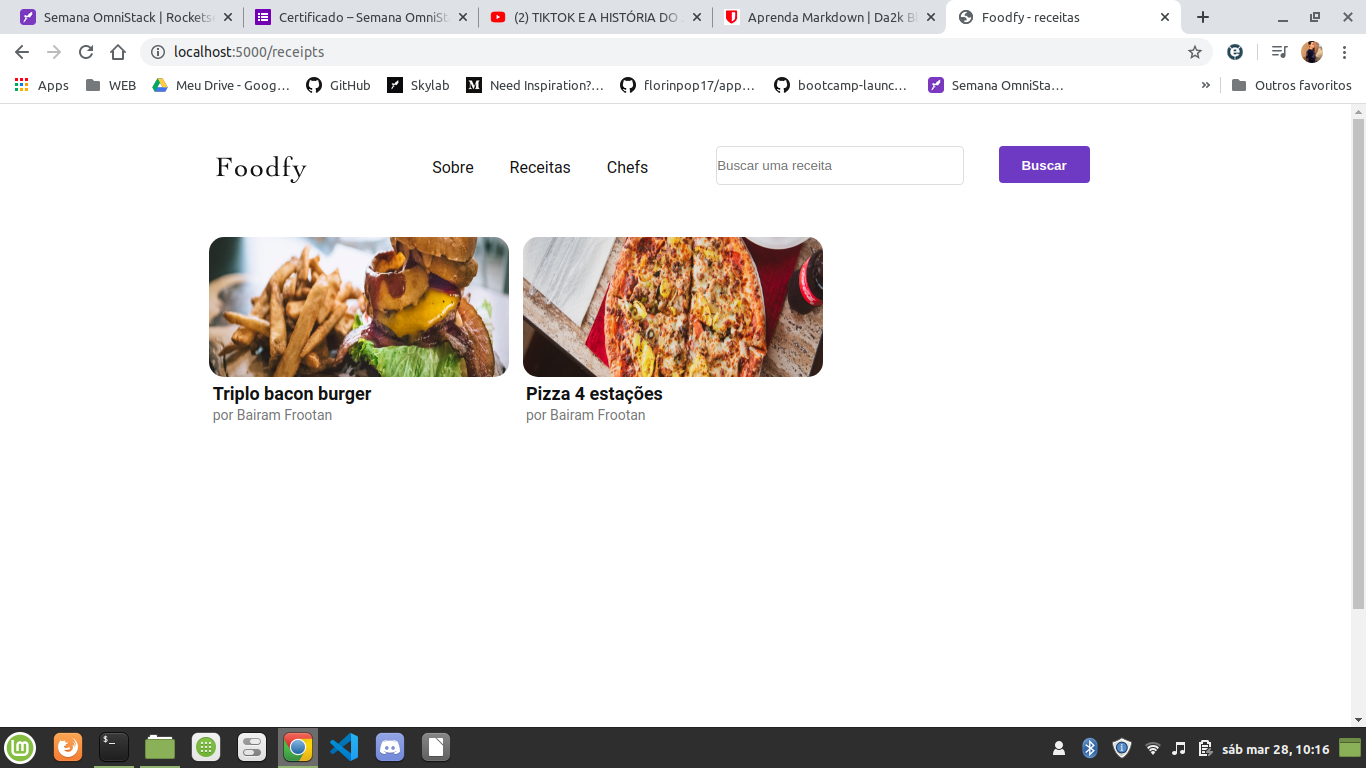 Semana OmniStack | Rockets
Certificado – Semana OmniSt
(2) TIKTOK E A HISTÓRIA DO
Aprenda Markdown | Da2k Bl
Foodfy - receitas
localhost:5000/receipts
Apps
WEB
Meu Drive - Goog…
GitHub
Skylab
Need Inspiration?…
florinpop17/app…
bootcamp-launc…
Semana OmniSta…
»
Outros favoritos
Foodfy
Sobre
Receitas
Chefs
Buscar uma receita
Buscar
Triplo bacon burger
por Bairam Frootan
Pizza 4 estações
por Bairam Frootan
sáb mar 28, 10:16